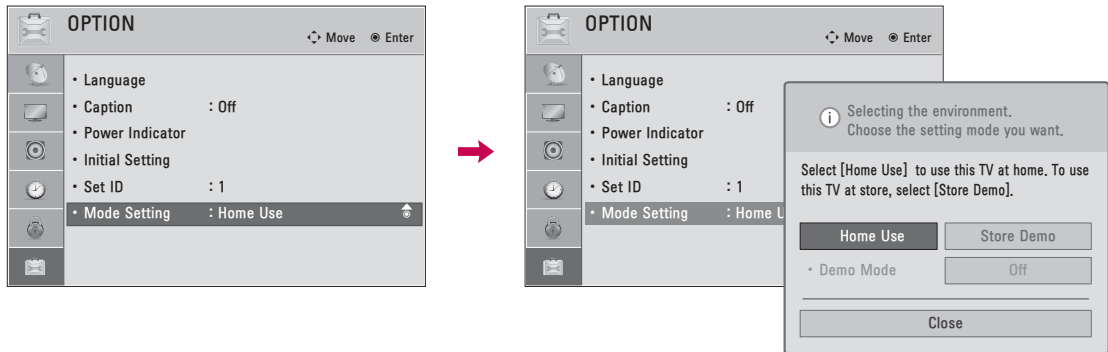 OPTION
Move Enter
• Language
• Caption : Off
• Power Indicator
• Initial Setting
• Set ID : 1
• Mode Setting : Home Use
OPTION
Move Enter
• Language
• Caption : Off
• Power Indicator
• Initial Setting
• Set ID : 1
• Mode Setting : Home U
i Selecting the environment.
Choose the setting mode you want.
Select [Home Use] to use this TV at home. To use
this TV at store, select [Store Demo].
Home Use Store Demo
• Demo Mode Off
Close